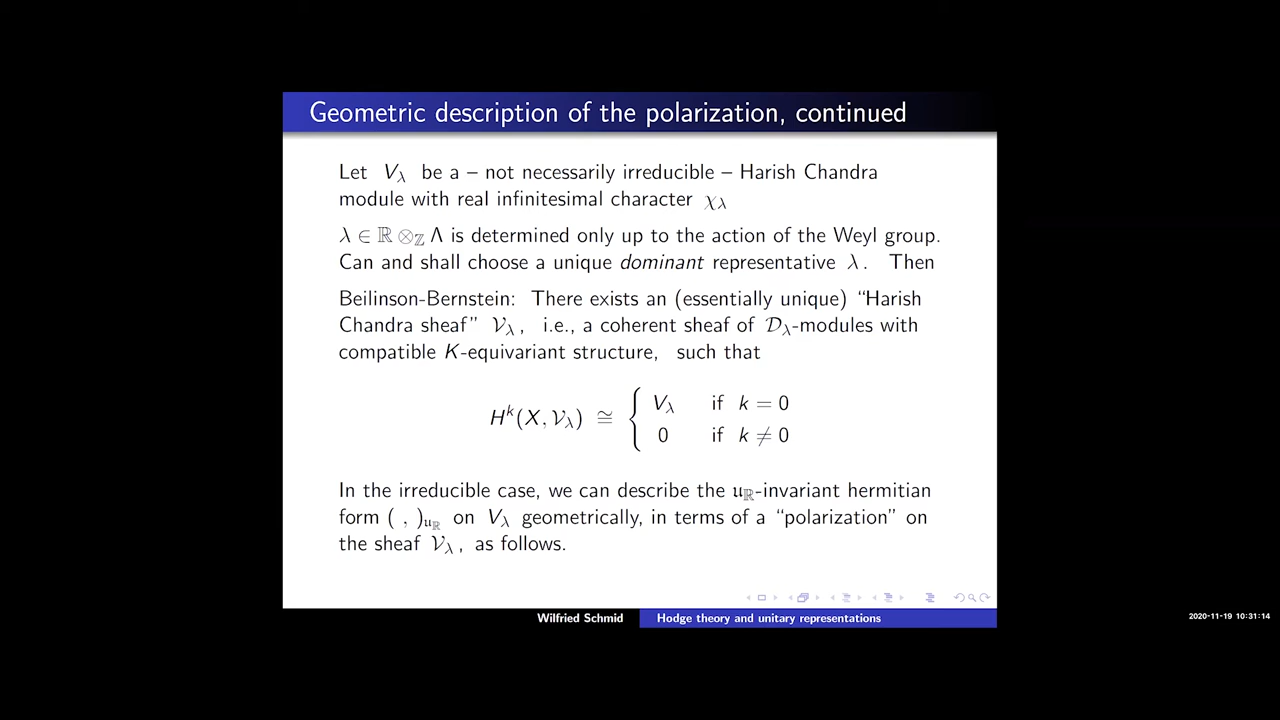 Geometric description of the polarization, continued
Let V_λ be a – not necessarily irreducible – Harish Chandra
module with real infinitesimal character χ_λ
λ ∈ ℝ ⊗_ℤ Λ is determined only up to the action of the Weyl group.
Can and shall choose a unique dominant representative λ . Then
Beilinson-Bernstein: There exists an (essentially unique) “Harish
Chandra sheaf” 𝒱_λ , i.e., a coherent sheaf of 𝒟_λ-modules with
compatible K-equivariant structure, such that
H^k(X, 𝒱_λ) ≅ { V_λ if k = 0
0 if k ≠ 0
In the irreducible case, we can describe the 𝔲_ℝ-invariant hermitian
form ( , )_𝔲_ℝ on V_λ geometrically, in terms of a “polarization” on
the sheaf 𝒱_λ , as follows.
Wilfried Schmid Hodge theory and unitary representations
2020-11-19 10:31:14